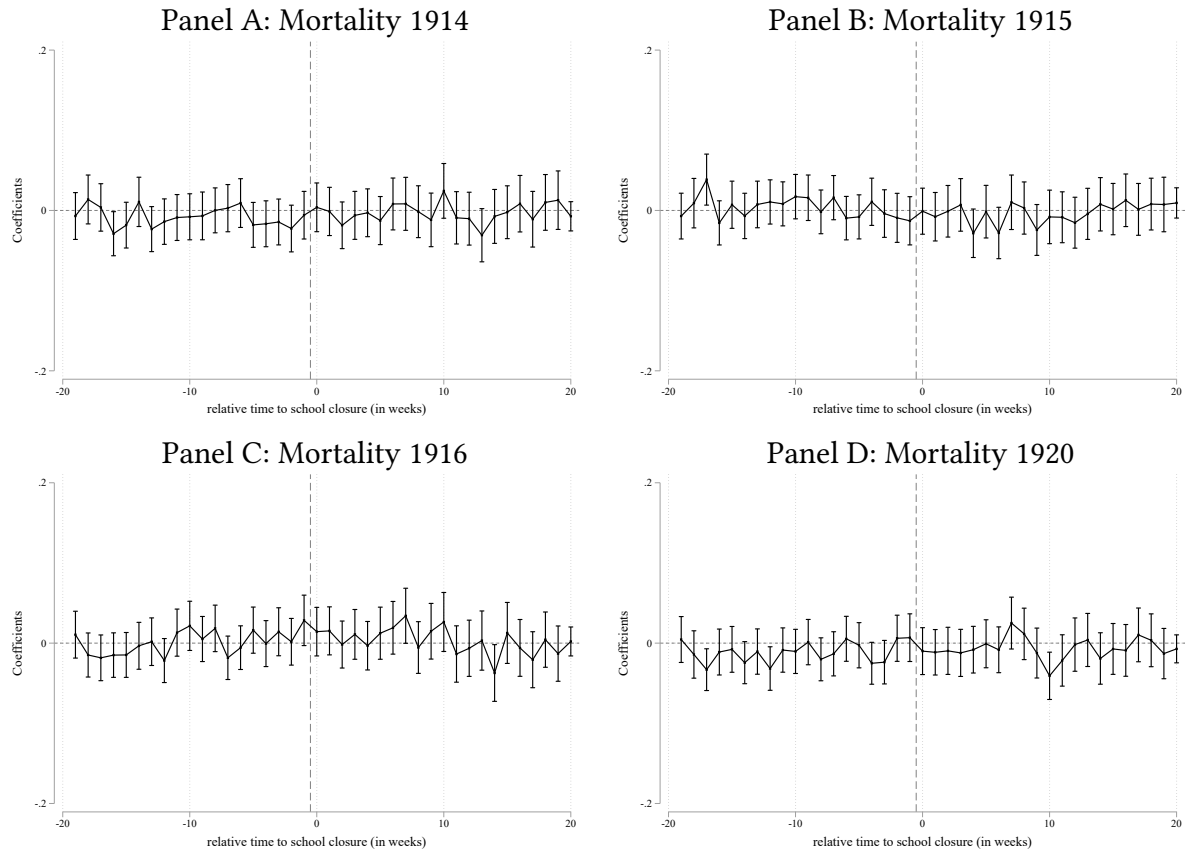 Panel A: Mortality 1914
.2
0
-.2
Coefficients
-20
-10
0
10
20
relative time to school closure (in weeks)
Panel B: Mortality 1915
.2
0
-.2
Coefficients
-20
-10
0
10
20
relative time to school closure (in weeks)
Panel C: Mortality 1916
.2
0
-.2
Coefficients
-20
-10
0
10
20
relative time to school closure (in weeks)
Panel D: Mortality 1920
.2
0
-.2
Coefficients
-20
-10
0
10
20
relative time to school closure (in weeks)